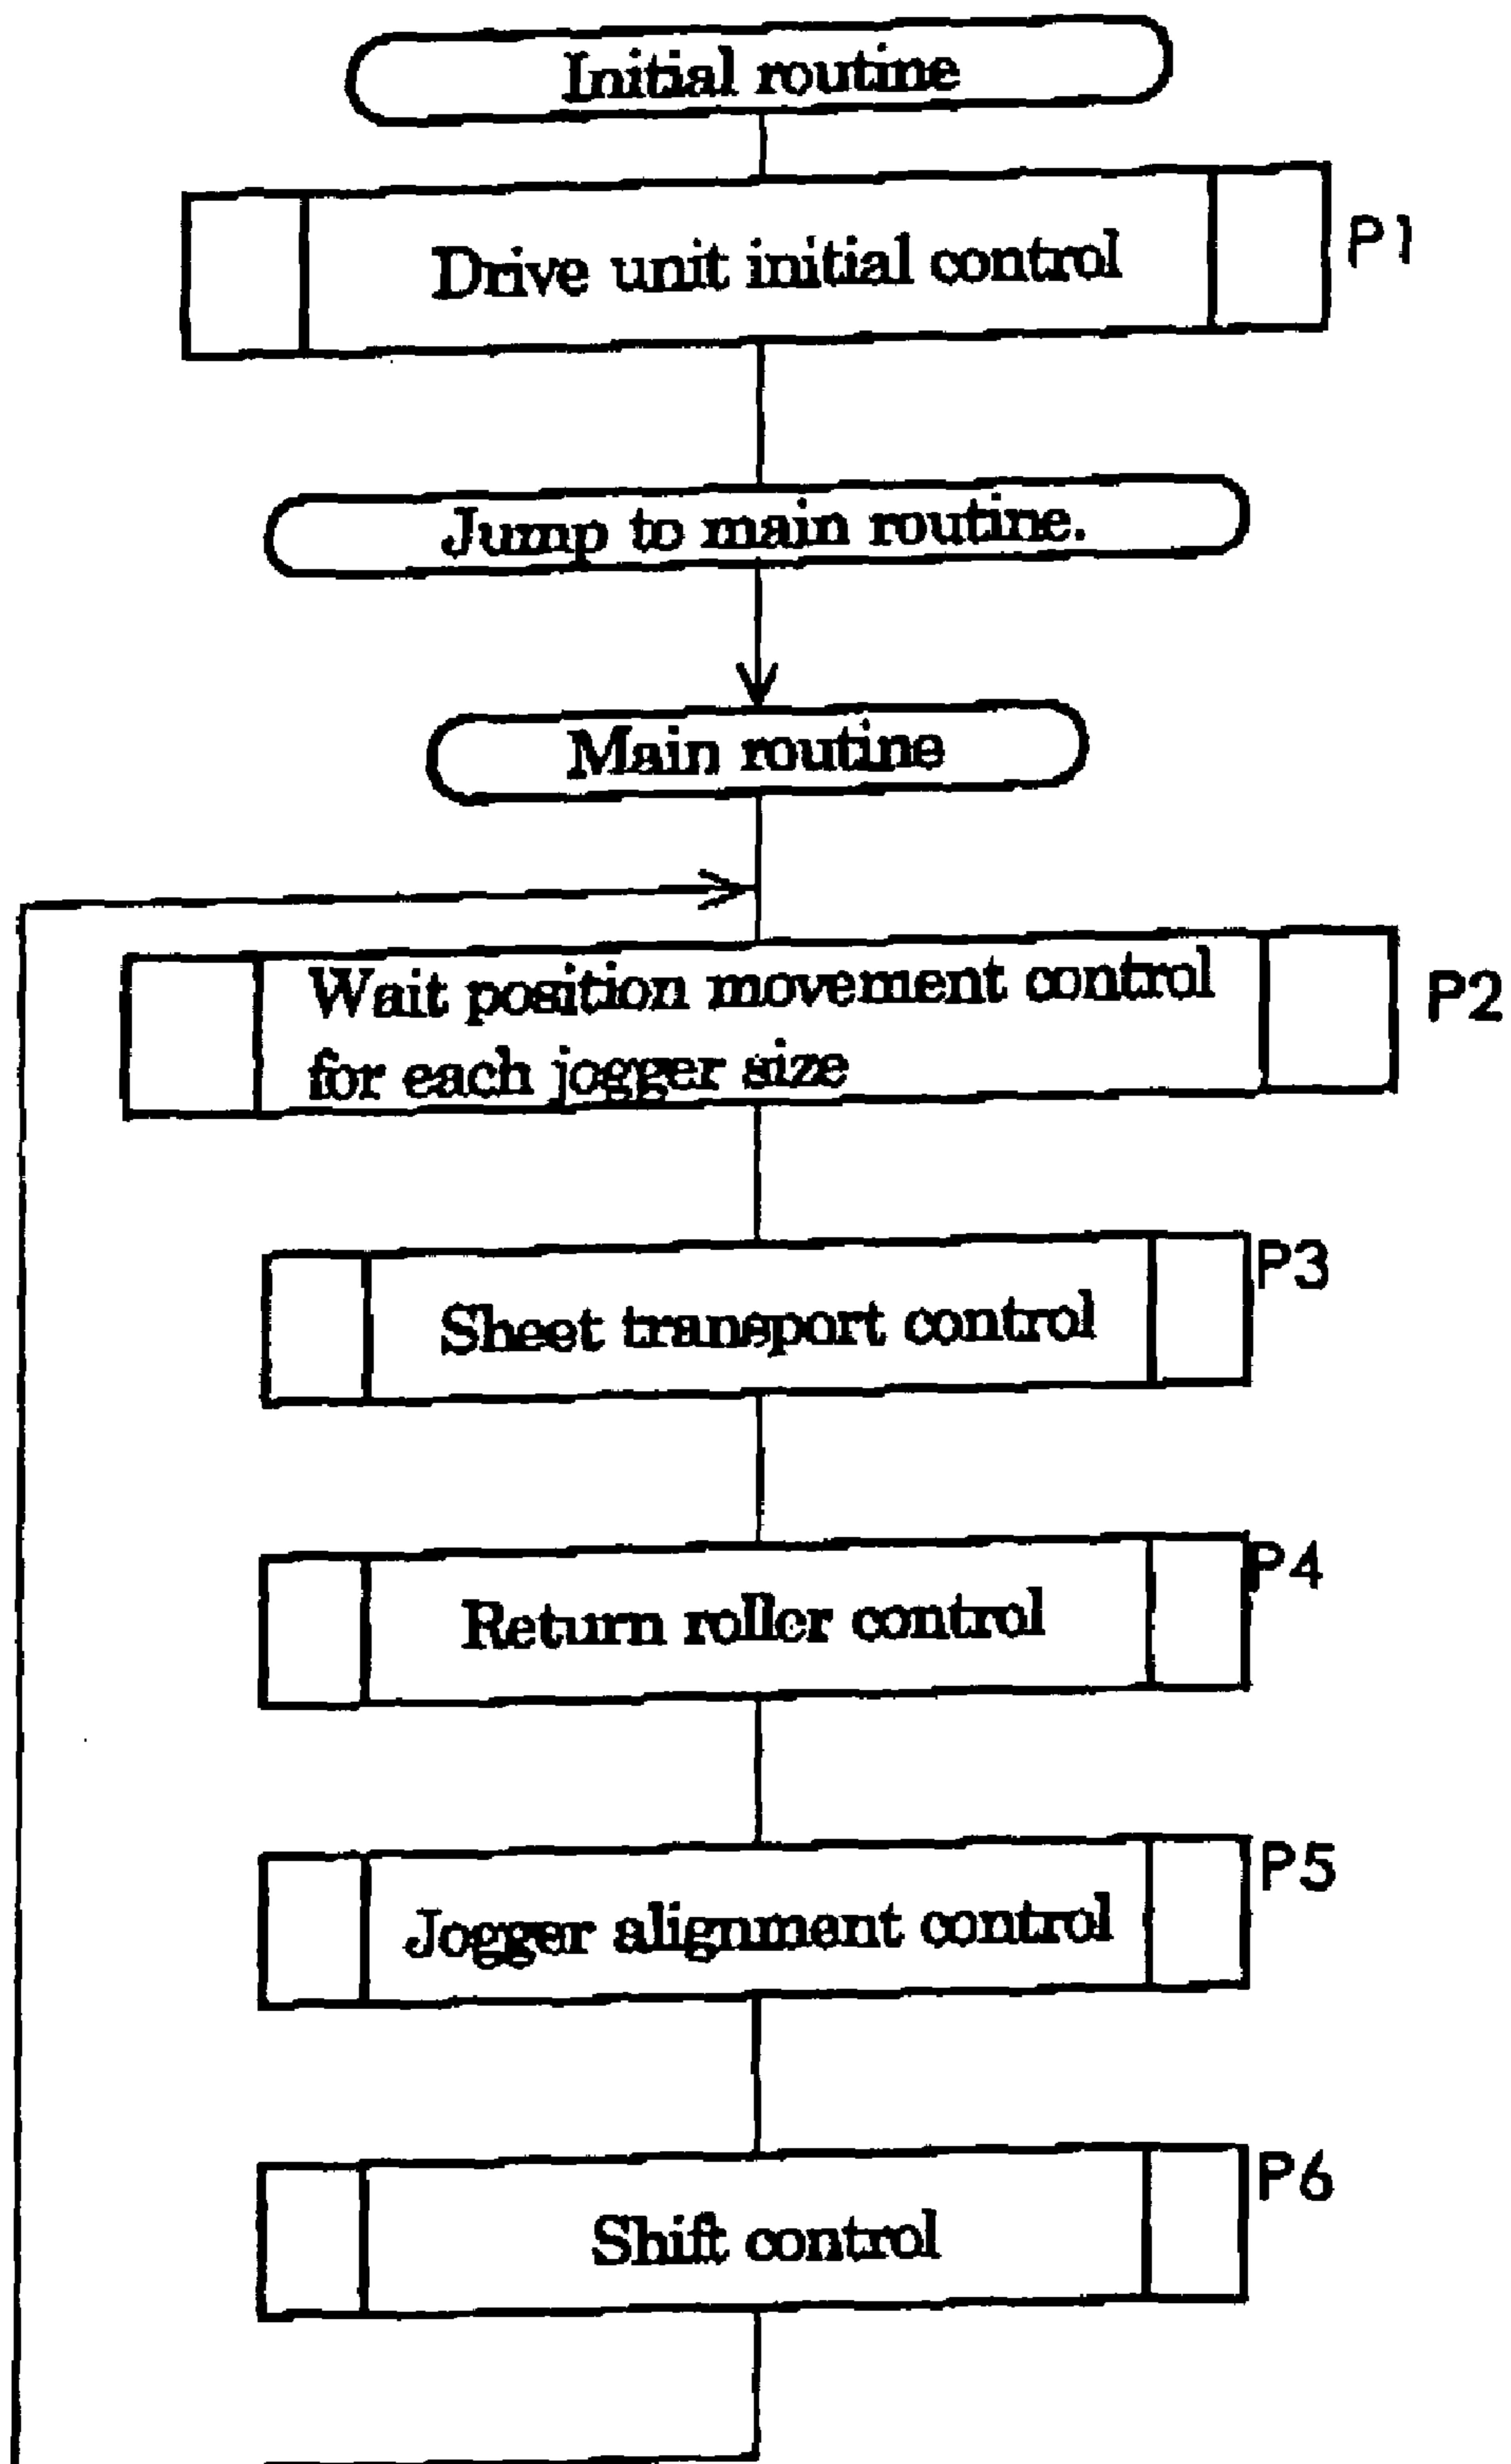 Initial routine
Drive unit initial control
P1
Jump to main routine.
Main routine
Wait position movement control
for each jogger size
P2
Sheet transport control
P3
Return roller control
P4
Jogger alignment control
P5
Shift control
P6